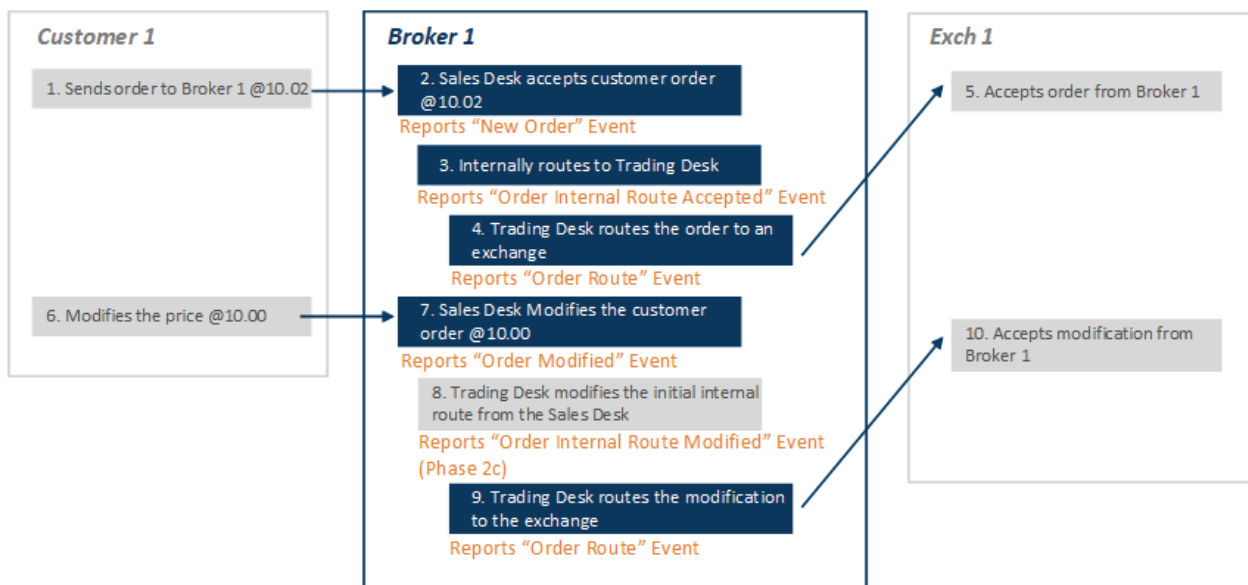 Customer 1
1. Sends order to Broker 1 @10.02
6. Modifies the price @10.00
Broker 1
2. Sales Desk accepts customer order
@10.02
Reports “New Order” Event
3. Internally routes to Trading Desk
Reports “Order Internal Route Accepted” Event
4. Trading Desk routes the order to an
exchange
Reports “Order Route” Event
7. Sales Desk Modifies the customer
order @10.00
Reports “Order Modified” Event
8. Trading Desk modifies the initial internal
route from the Sales Desk
Reports “Order Internal Route Modified” Event
(Phase 2c)
9. Trading Desk routes the modification
to the exchange
Reports “Order Route” Event
Exch 1
5. Accepts order from Broker 1
10. Accepts modification from
Broker 1